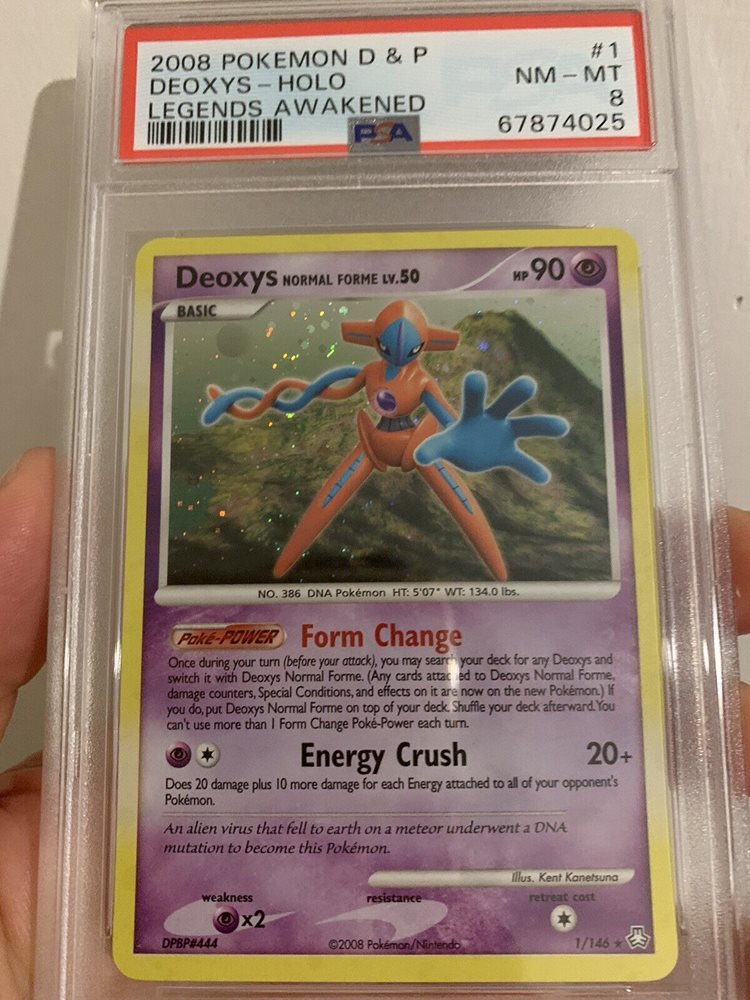 2008 POKEMON D & P #1
DEOXYS - HOLO NM - MT
LEGENDS AWAKENED 8
PSA 67874025
Deoxys NORMAL FORME LV.50 HP 90
BASIC
NO. 386 DNA Pokémon HT: 5'07" WT: 134.0 lbs.
Poké-POWER Form Change
Once during your turn (before your attack), you may search your deck for any Deoxys and
switch it with Deoxys Normal Forme. (Any cards attached to Deoxys Normal Forme,
damage counters, Special Conditions, and effects on it are now on the new Pokémon.) If
you do, put Deoxys Normal Forme on top of your deck. Shuffle your deck afterward. You
can't use more than 1 Form Change Poké-Power each turn.
Energy Crush 20+
Does 20 damage plus 10 more damage for each Energy attached to all of your opponent's
Pokémon.
An alien virus that fell to earth on a meteor underwent a DNA
mutation to become this Pokémon.
Illus. Kent Kanetsuna
weakness resistance retreat cost
x2
DPBP#444 ©2008 Pokémon/Nintendo 1/146 ★